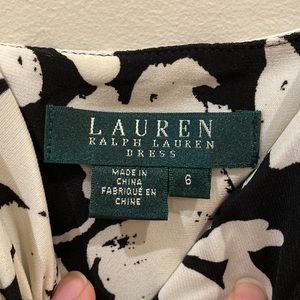 LAUREN
RALPH LAUREN
DRESS
MADE IN
CHINA
FABRIQUÉ EN
CHINE
6